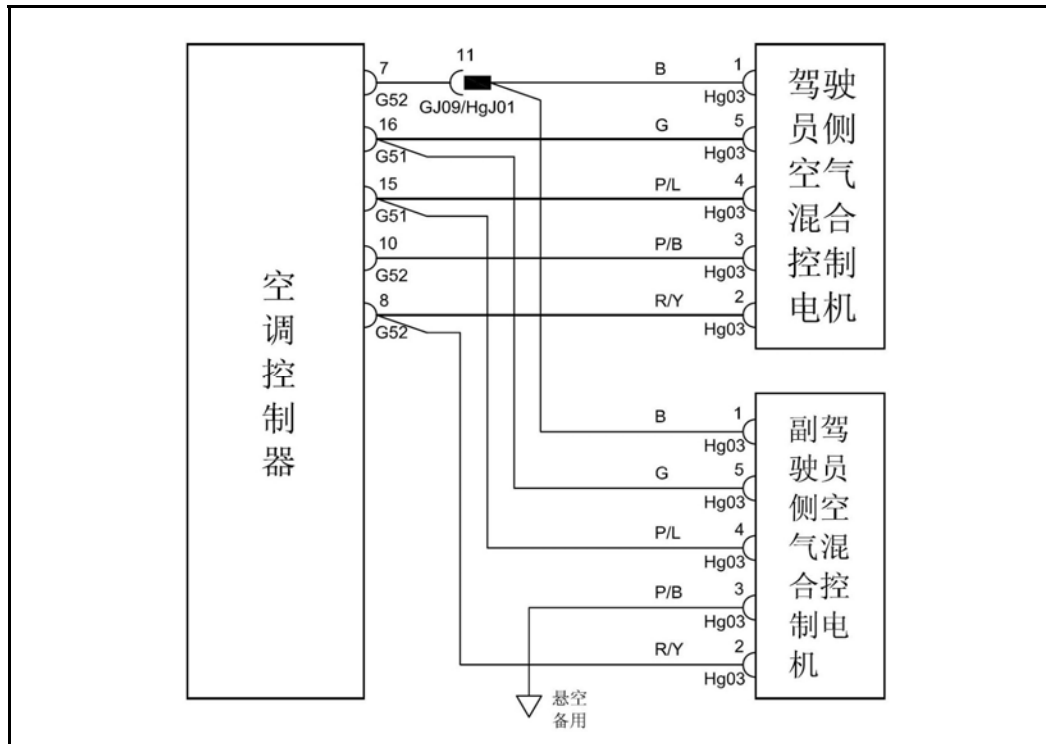 空调控制器
7
G52
11
GJ09/HgJ01
B
1
Hg03
16
G51
G
5
Hg03
15
G51
P/L
4
Hg03
10
G52
P/B
3
Hg03
8
G52
R/Y
2
Hg03
驾驶
员侧
空气
混合
控制
电机
B
1
Hg03
G
5
Hg03
P/L
4
Hg03
P/B
3
Hg03
R/Y
2
Hg03
副驾
驶员
侧空
气混
合控
制电
机
悬空
备用